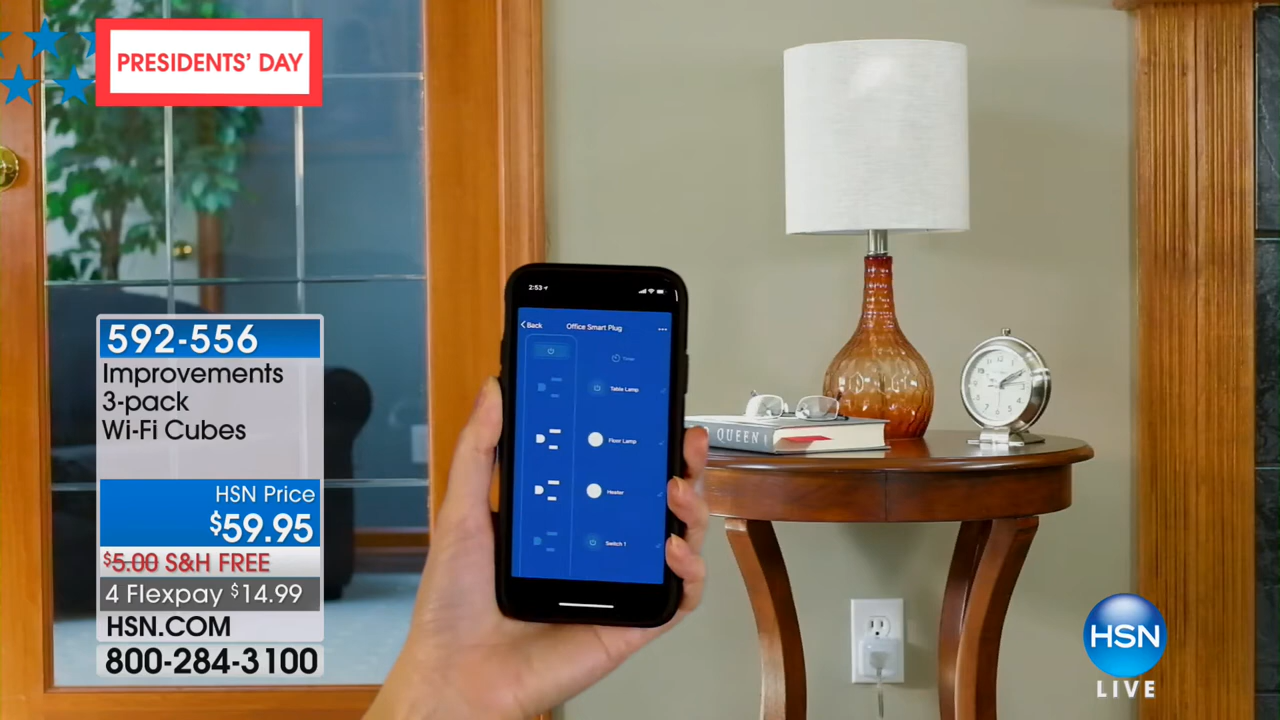 PRESIDENTS' DAY
592-556
Improvements
3-pack
Wi-Fi Cubes
HSN Price
$59.95
$5.00 S&H FREE
4 Flexpay $14.99
HSN.COM
800-284-3100
2:53
Back
Office Smart Plug
Table Lamp
Floor Lamp
Heater
Switch 1
QUEEN
HSN
LIVE